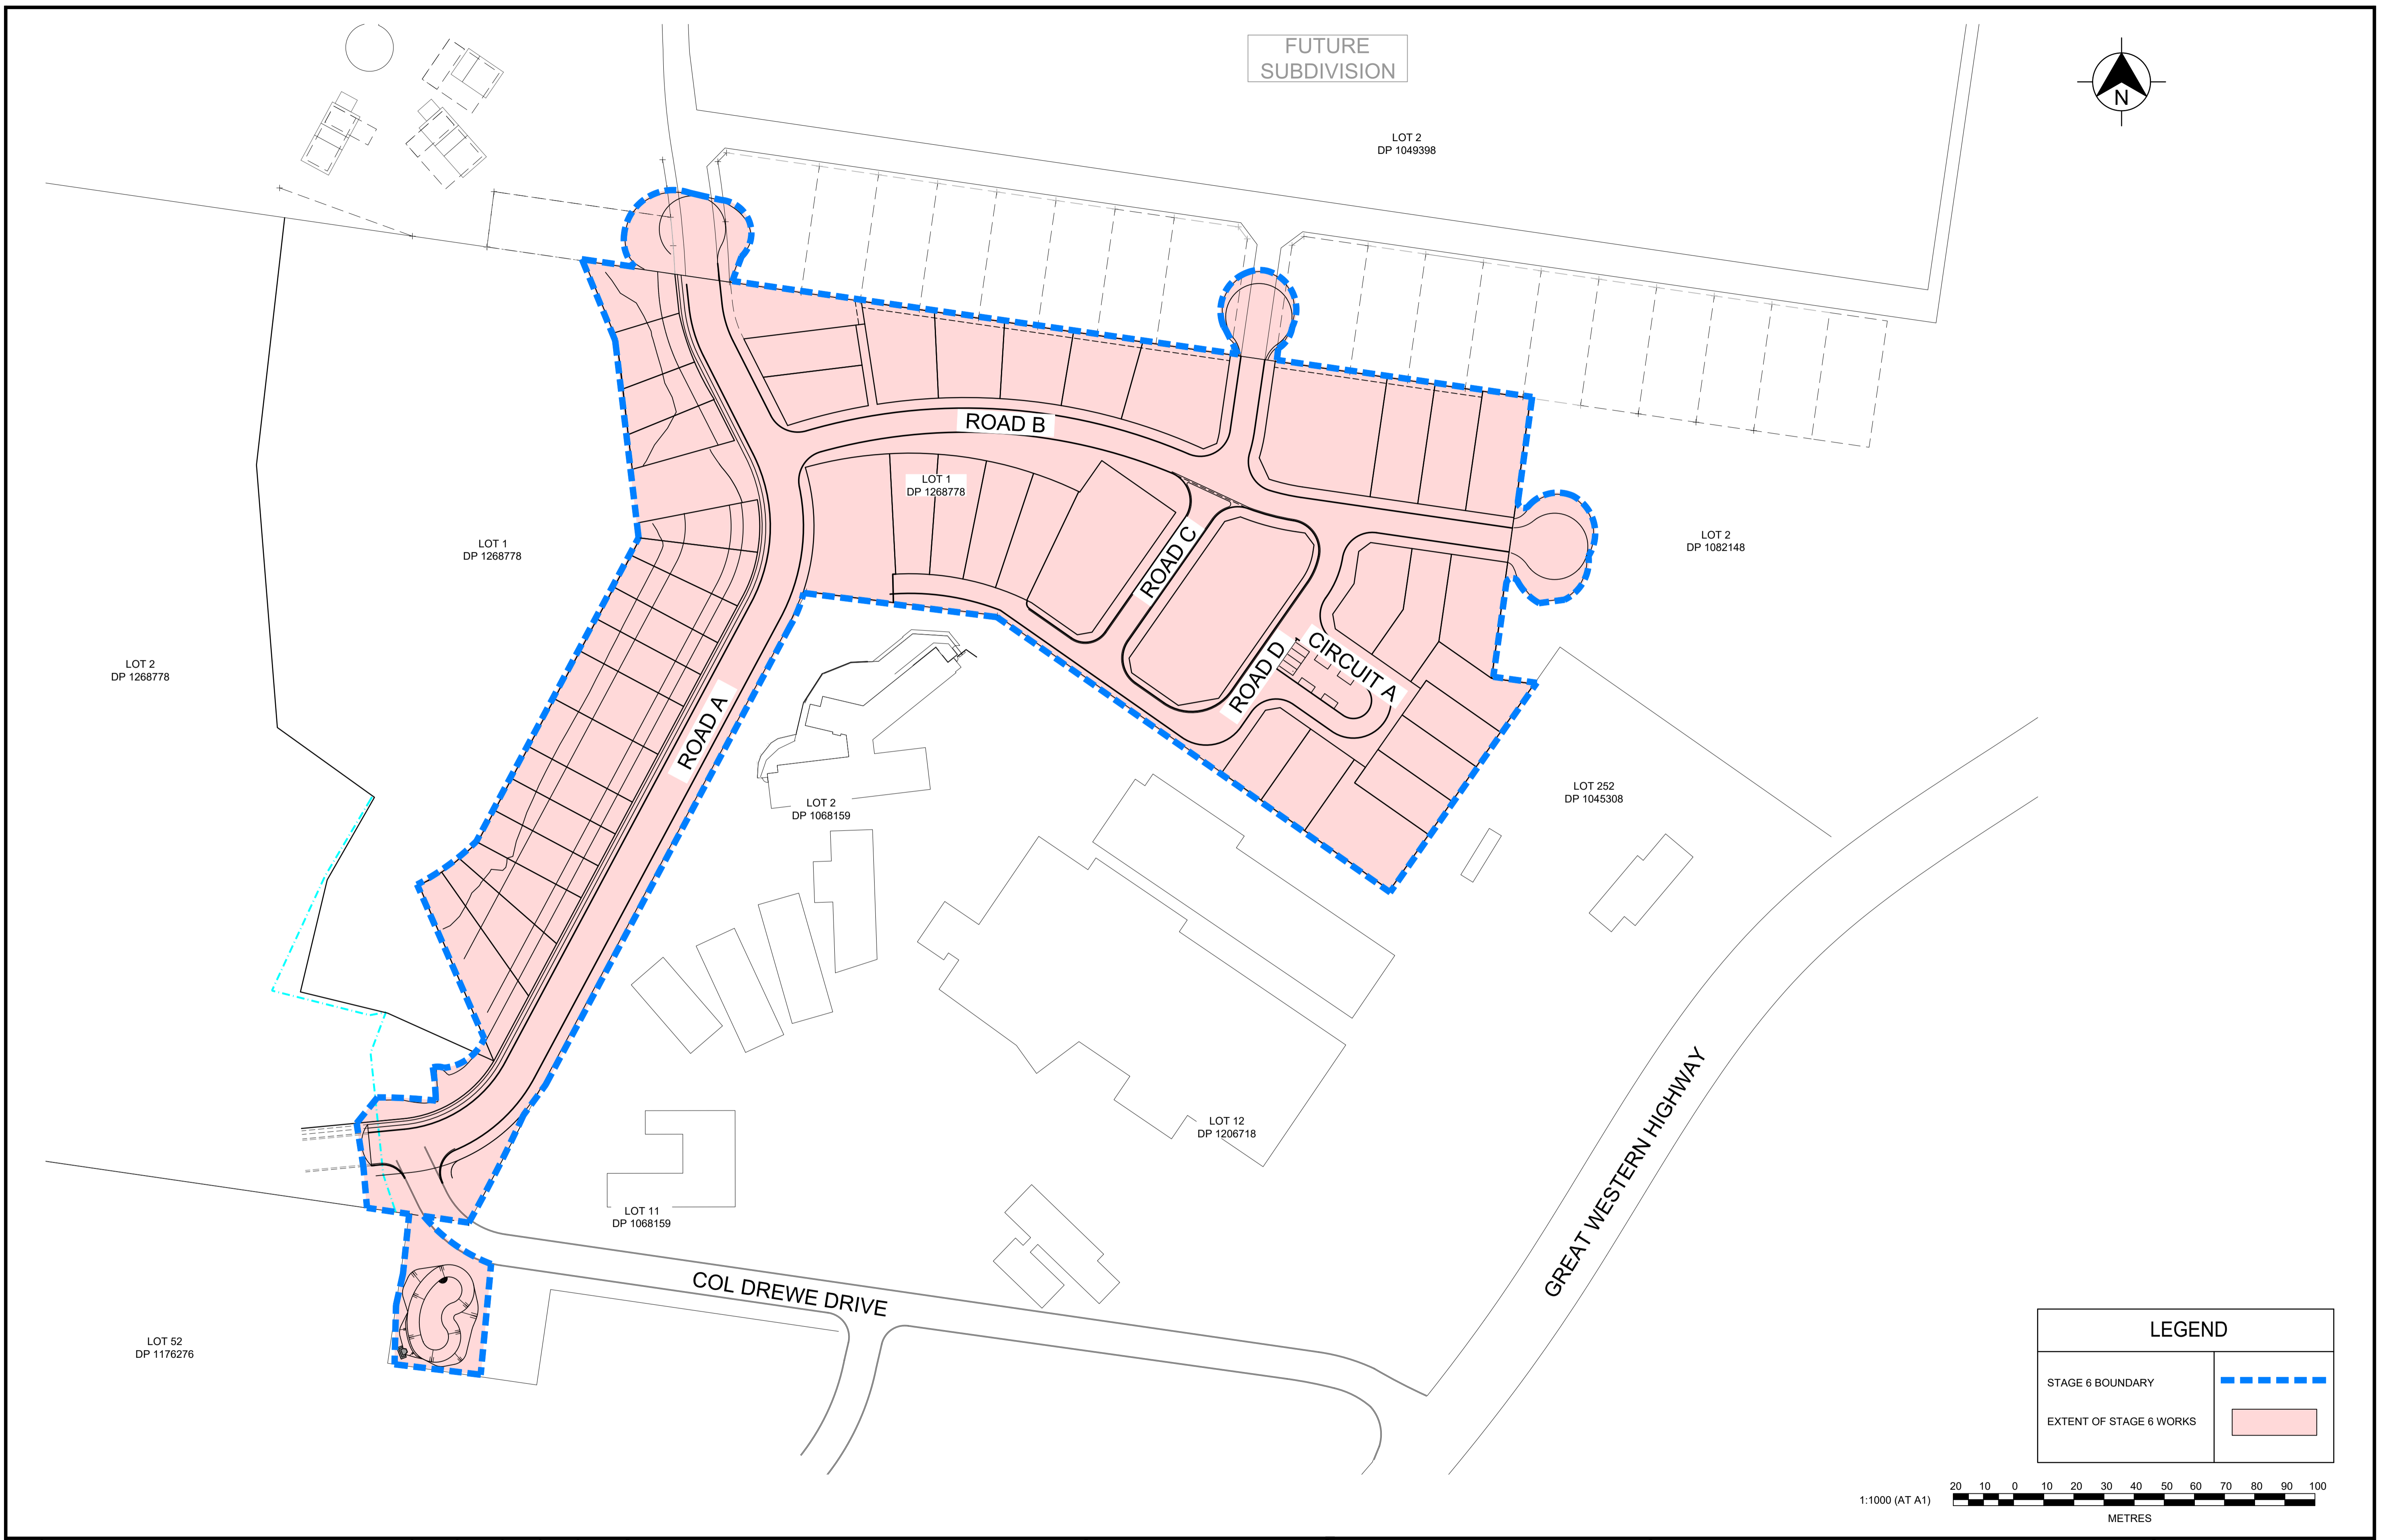 FUTURE
SUBDIVISION
N
LOT 2
DP 1049398
ROAD B
LOT 1
DP 1268778
LOT 1
DP 1268778
ROAD C
LOT 2
DP 1082148
LOT 2
DP 1268778
ROAD D
CIRCUIT A
ROAD A
LOT 2
DP 1068159
LOT 252
DP 1045308
LOT 12
DP 1206718
GREAT WESTERN HIGHWAY
LOT 11
DP 1068159
COL DREWE DRIVE
LOT 52
DP 1176276
LEGEND
STAGE 6 BOUNDARY
EXTENT OF STAGE 6 WORKS
1:1000 (AT A1)
20 10 0 10 20 30 40 50 60 70 80 90 100
METRES